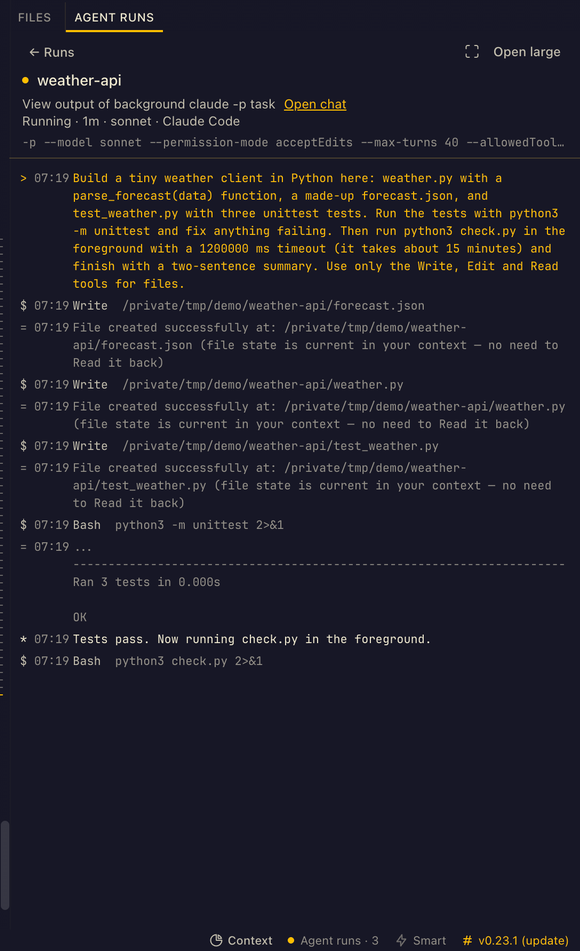 FILES AGENT RUNS
← Runs Open large
weather-api
View output of background claude -p task Open chat
Running · 1m · sonnet · Claude Code
-p --model sonnet --permission-mode acceptEdits --max-turns 40 --allowedTool…
> 07:19 Build a tiny weather client in Python here: weather.py with a
parse_forecast(data) function, a made-up forecast.json, and
test_weather.py with three unittest tests. Run the tests with python3
-m unittest and fix anything failing. Then run python3 check.py in the
foreground with a 1200000 ms timeout (it takes about 15 minutes) and
finish with a two-sentence summary. Use only the Write, Edit and Read
tools for files.
$ 07:19 Write /private/tmp/demo/weather-api/forecast.json
= 07:19 File created successfully at: /private/tmp/demo/weather-
api/forecast.json (file state is current in your context — no need to
Read it back)
$ 07:19 Write /private/tmp/demo/weather-api/weather.py
= 07:19 File created successfully at: /private/tmp/demo/weather-api/weather.py
(file state is current in your context — no need to Read it back)
$ 07:19 Write /private/tmp/demo/weather-api/test_weather.py
= 07:19 File created successfully at: /private/tmp/demo/weather-
api/test_weather.py (file state is current in your context — no need
to Read it back)
$ 07:19 Bash python3 -m unittest 2>&1
= 07:19 ...
----------------------------------------------------------------------
Ran 3 tests in 0.000s
OK
* 07:19 Tests pass. Now running check.py in the foreground.
$ 07:19 Bash python3 check.py 2>&1
Context Agent runs · 3 Smart # v0.23.1 (update)